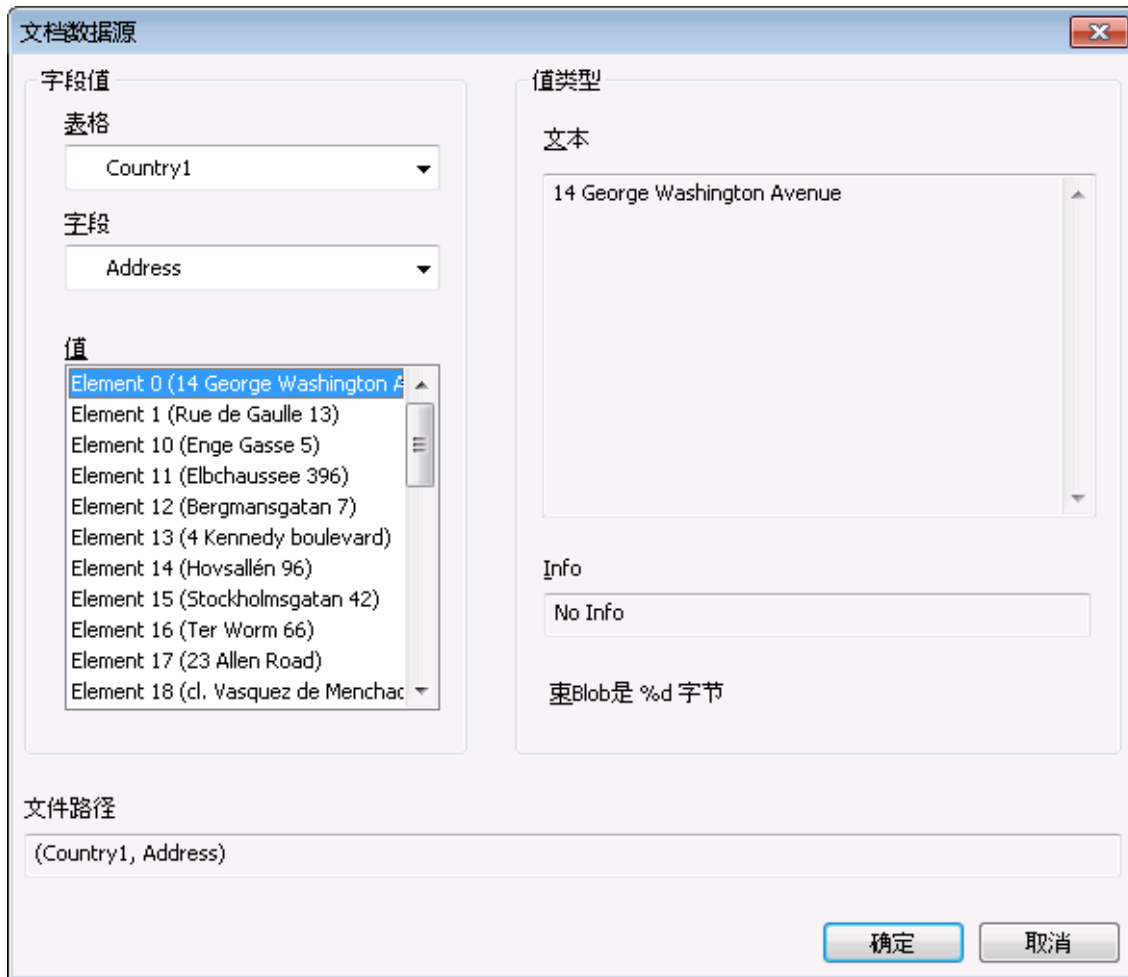 文档数据源
字段值
表格
Country1
字段
Address
值
Element 0 (14 George Washington A
Element 1 (Rue de Gaulle 13)
Element 10 (Enge Gasse 5)
Element 11 (Elbchaussee 396)
Element 12 (Bergmansgatan 7)
Element 13 (4 Kennedy boulevard)
Element 14 (Hovsallén 96)
Element 15 (Stockholmsgatan 42)
Element 16 (Ter Worm 66)
Element 17 (23 Allen Road)
Element 18 (cl. Vasquez de Menchac
值类型
文本
14 George Washington Avenue
Info
No Info
束Blob是 %d 字节
文件路径
(Country1, Address)
确定
取消